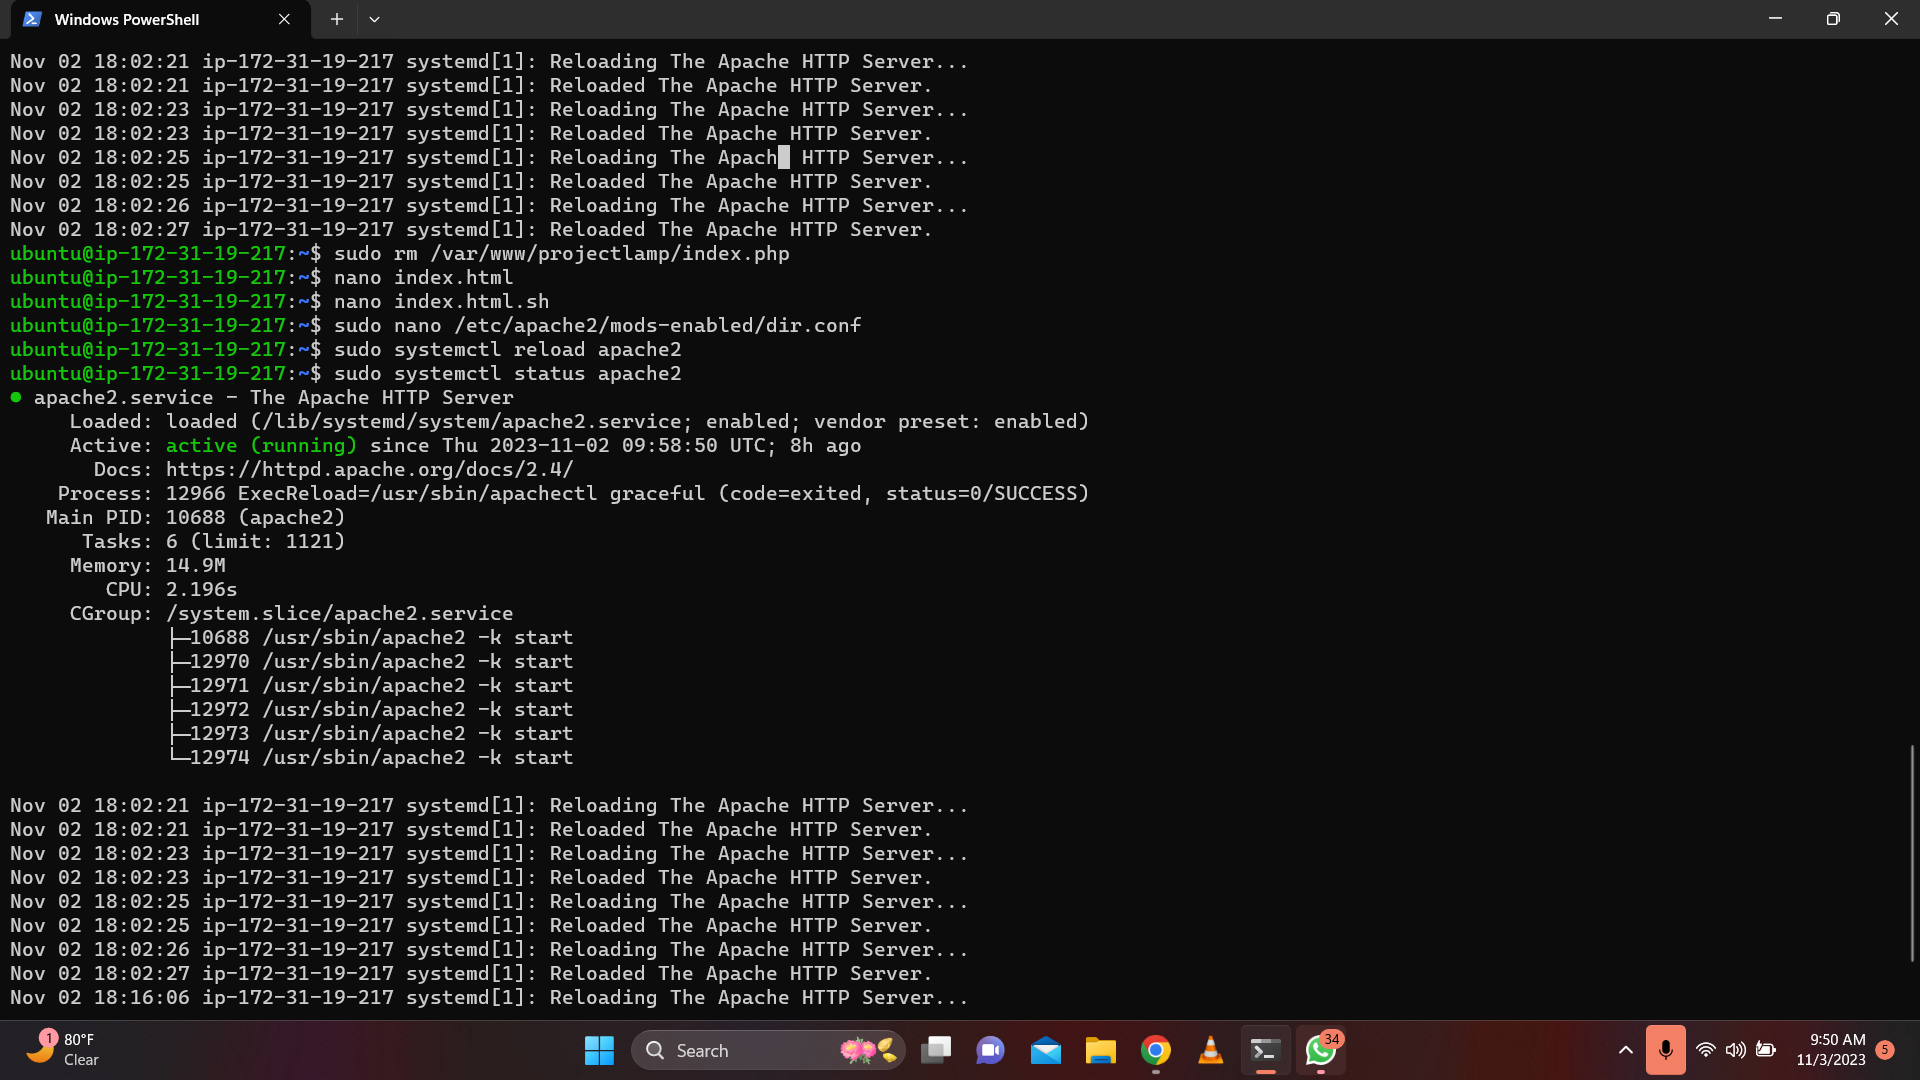 Windows PowerShell
Nov 02 18:02:21 ip-172-31-19-217 systemd[1]: Reloading The Apache HTTP Server...
Nov 02 18:02:21 ip-172-31-19-217 systemd[1]: Reloaded The Apache HTTP Server.
Nov 02 18:02:23 ip-172-31-19-217 systemd[1]: Reloading The Apache HTTP Server...
Nov 02 18:02:23 ip-172-31-19-217 systemd[1]: Reloaded The Apache HTTP Server.
Nov 02 18:02:25 ip-172-31-19-217 systemd[1]: Reloading The Apach HTTP Server...
Nov 02 18:02:25 ip-172-31-19-217 systemd[1]: Reloaded The Apache HTTP Server.
Nov 02 18:02:26 ip-172-31-19-217 systemd[1]: Reloading The Apache HTTP Server...
Nov 02 18:02:27 ip-172-31-19-217 systemd[1]: Reloaded The Apache HTTP Server.
ubuntu@ip-172-31-19-217:~$ sudo rm /var/www/projectlamp/index.php
ubuntu@ip-172-31-19-217:~$ nano index.html
ubuntu@ip-172-31-19-217:~$ nano index.html.sh
ubuntu@ip-172-31-19-217:~$ sudo nano /etc/apache2/mods-enabled/dir.conf
ubuntu@ip-172-31-19-217:~$ sudo systemctl reload apache2
ubuntu@ip-172-31-19-217:~$ sudo systemctl status apache2
● apache2.service - The Apache HTTP Server
Loaded: loaded (/lib/systemd/system/apache2.service; enabled; vendor preset: enabled)
Active: active (running) since Thu 2023-11-02 09:58:50 UTC; 8h ago
Docs: https://httpd.apache.org/docs/2.4/
Process: 12966 ExecReload=/usr/sbin/apachectl graceful (code=exited, status=0/SUCCESS)
Main PID: 10688 (apache2)
Tasks: 6 (limit: 1121)
Memory: 14.9M
CPU: 2.196s
CGroup: /system.slice/apache2.service
├─10688 /usr/sbin/apache2 -k start
├─12970 /usr/sbin/apache2 -k start
├─12971 /usr/sbin/apache2 -k start
├─12972 /usr/sbin/apache2 -k start
├─12973 /usr/sbin/apache2 -k start
└─12974 /usr/sbin/apache2 -k start
Nov 02 18:02:21 ip-172-31-19-217 systemd[1]: Reloading The Apache HTTP Server...
Nov 02 18:02:21 ip-172-31-19-217 systemd[1]: Reloaded The Apache HTTP Server.
Nov 02 18:02:23 ip-172-31-19-217 systemd[1]: Reloading The Apache HTTP Server...
Nov 02 18:02:23 ip-172-31-19-217 systemd[1]: Reloaded The Apache HTTP Server.
Nov 02 18:02:25 ip-172-31-19-217 systemd[1]: Reloading The Apache HTTP Server...
Nov 02 18:02:25 ip-172-31-19-217 systemd[1]: Reloaded The Apache HTTP Server.
Nov 02 18:02:26 ip-172-31-19-217 systemd[1]: Reloading The Apache HTTP Server...
Nov 02 18:02:27 ip-172-31-19-217 systemd[1]: Reloaded The Apache HTTP Server.
Nov 02 18:16:06 ip-172-31-19-217 systemd[1]: Reloading The Apache HTTP Server...
1
80°F
Clear
Search
34
9:50 AM
11/3/2023
5